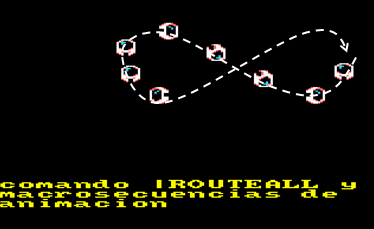 comando |ROUTEALL y
macrosecuencias de
animacion